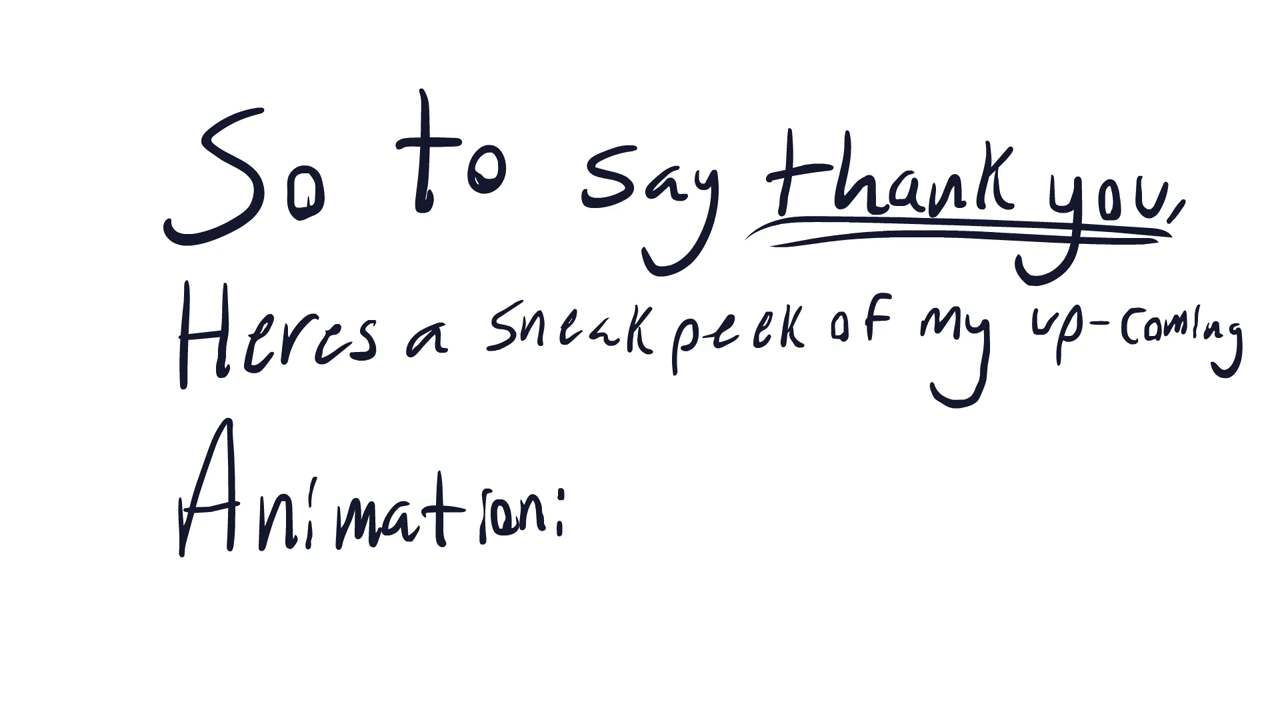 So to say thank you,
Heres a sneak peek of my up-coming
Animation: